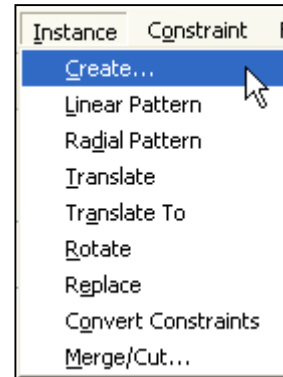 Instance Constraint
Create...
Linear Pattern
Radial Pattern
Translate
Translate To
Rotate
Replace
Convert Constraints
Merge/Cut...